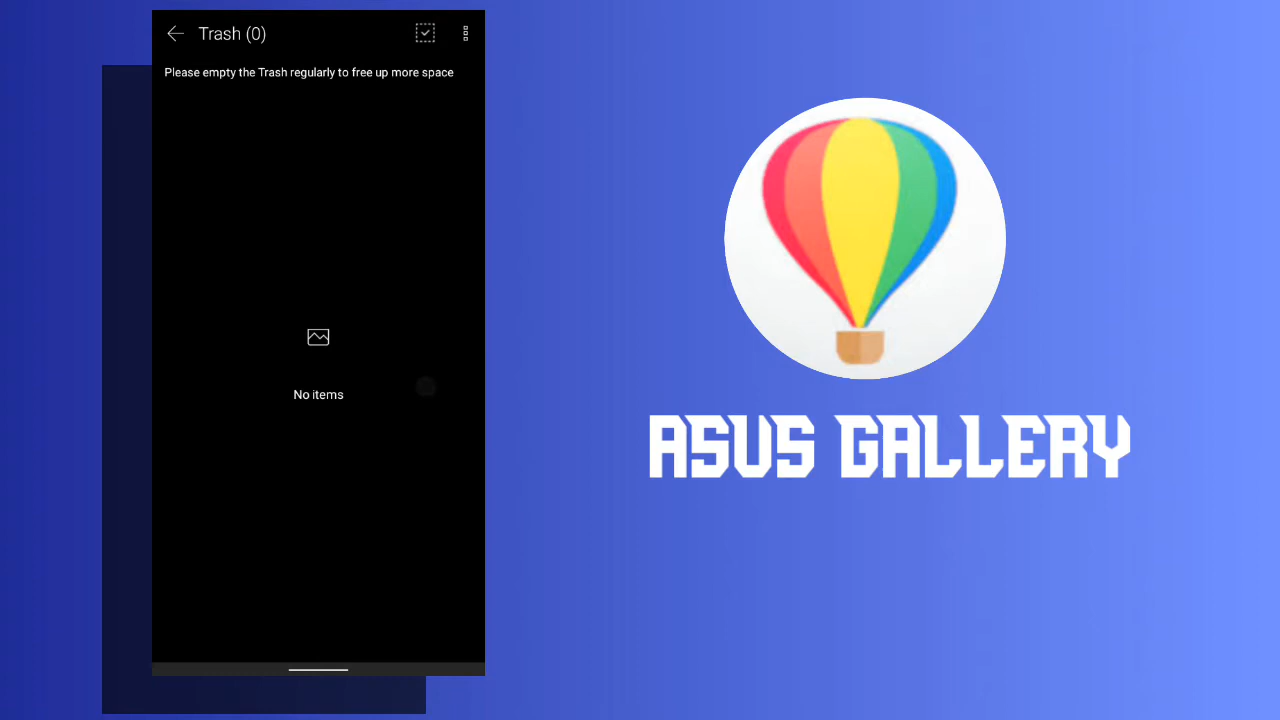 Trash (0)
Please empty the Trash regularly to free up more space
No items
ASUS GALLERY